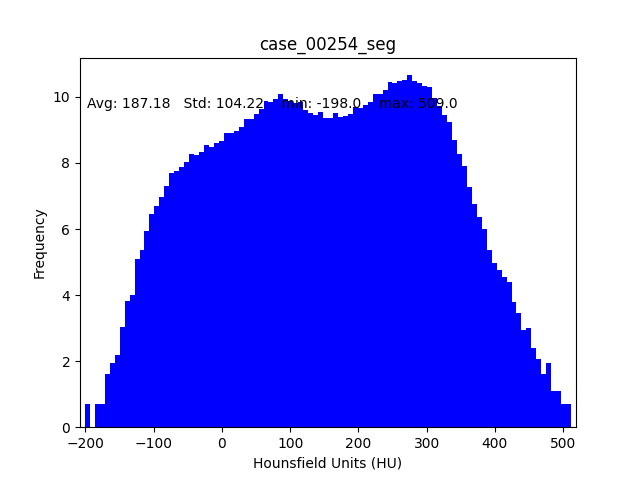 case_00254_seg
Avg: 187.18 Std: 104.22 min: -198.0 max: 509.0
10
8
6
4
2
0
Frequency
−200 −100 0 100 200 300 400 500
Hounsfield Units (HU)